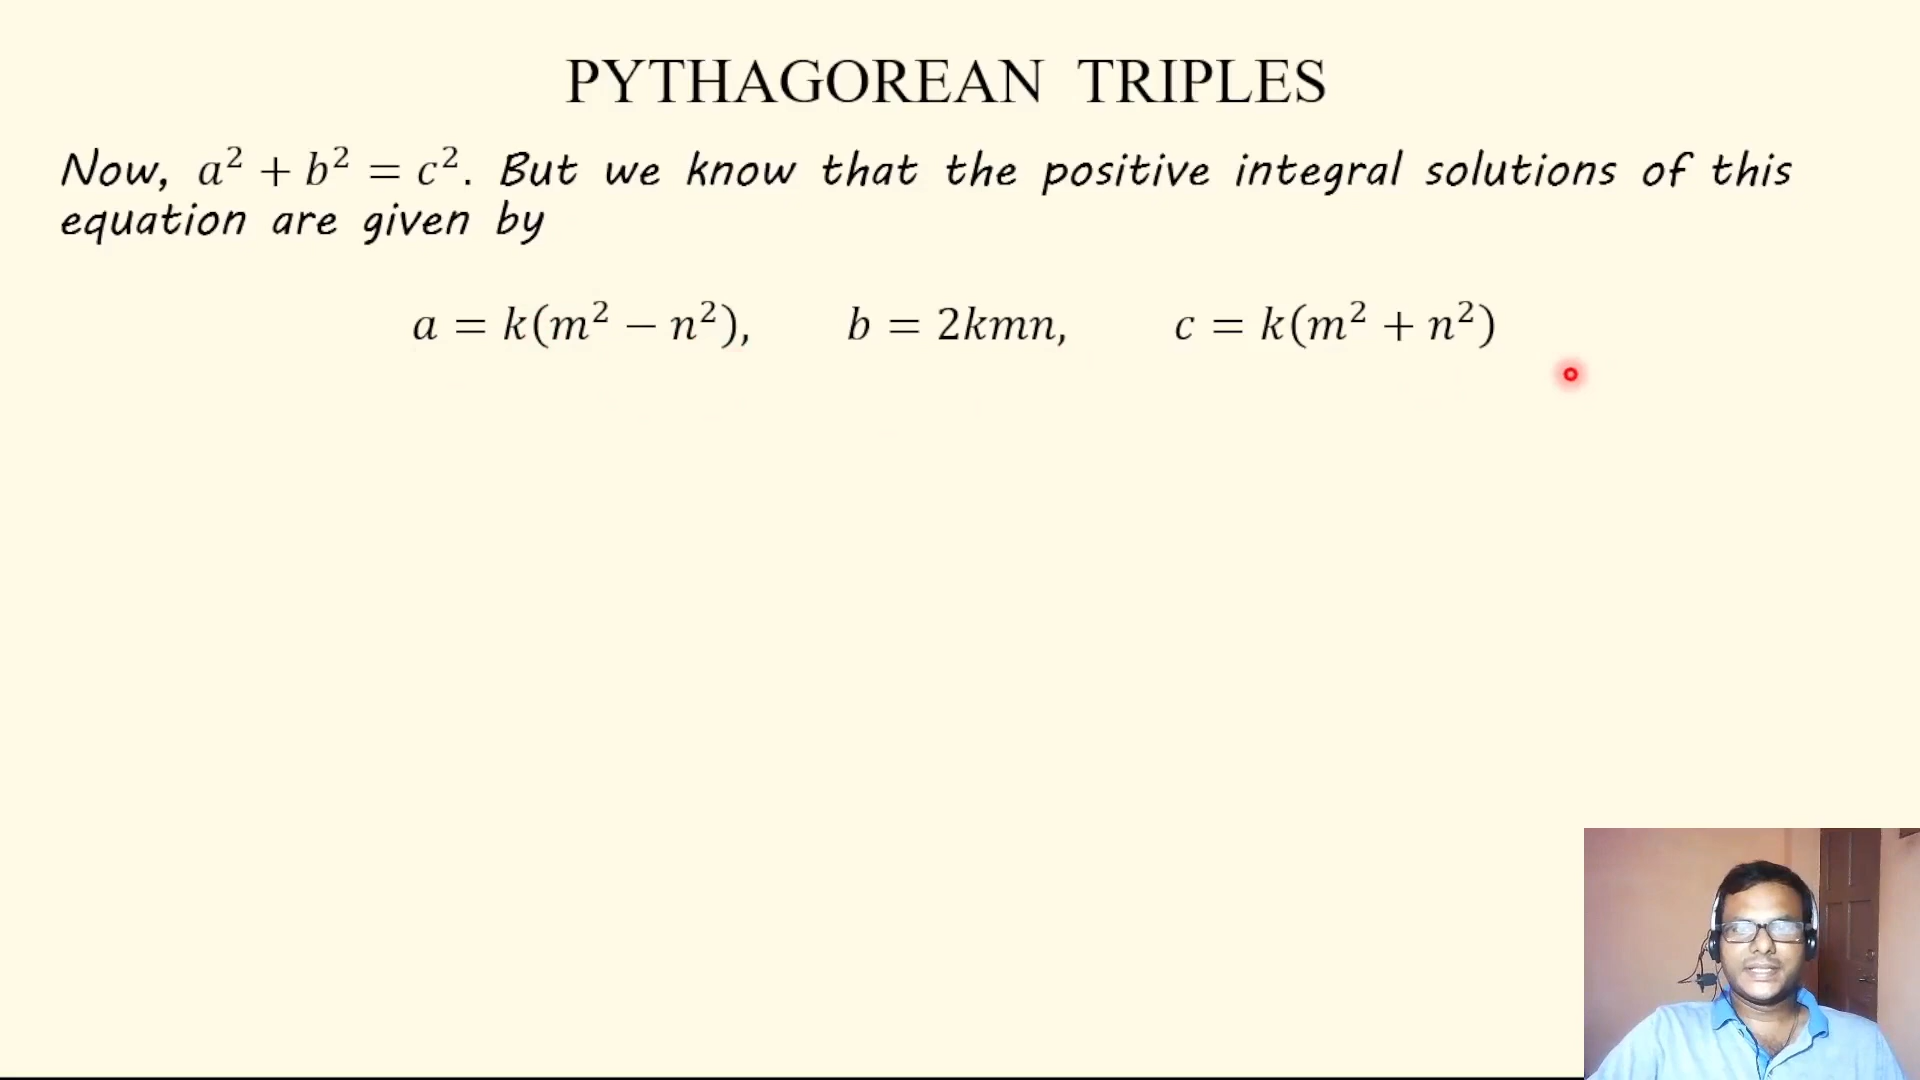 PYTHAGOREAN TRIPLES
Now, a² + b² = c². But we know that the positive integral solutions of this
equation are given by
a = k(m² − n²), b = 2kmn, c = k(m² + n²)